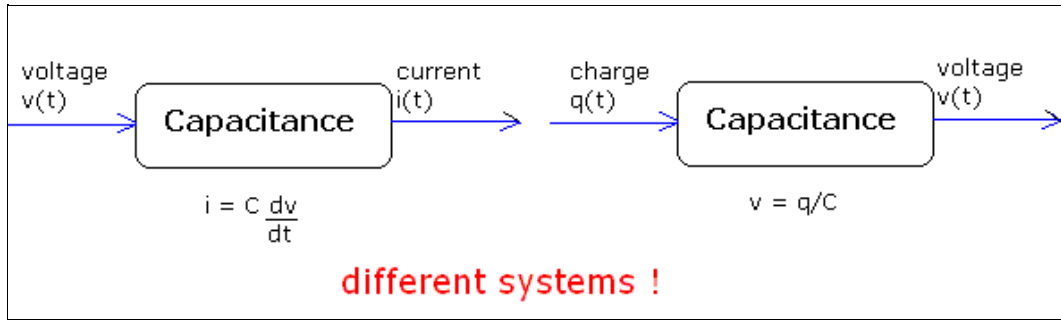 voltage
v(t)
Capacitance
current
i(t)
i = C dv/dt
charge
q(t)
Capacitance
voltage
v(t)
v = q/C
different systems !